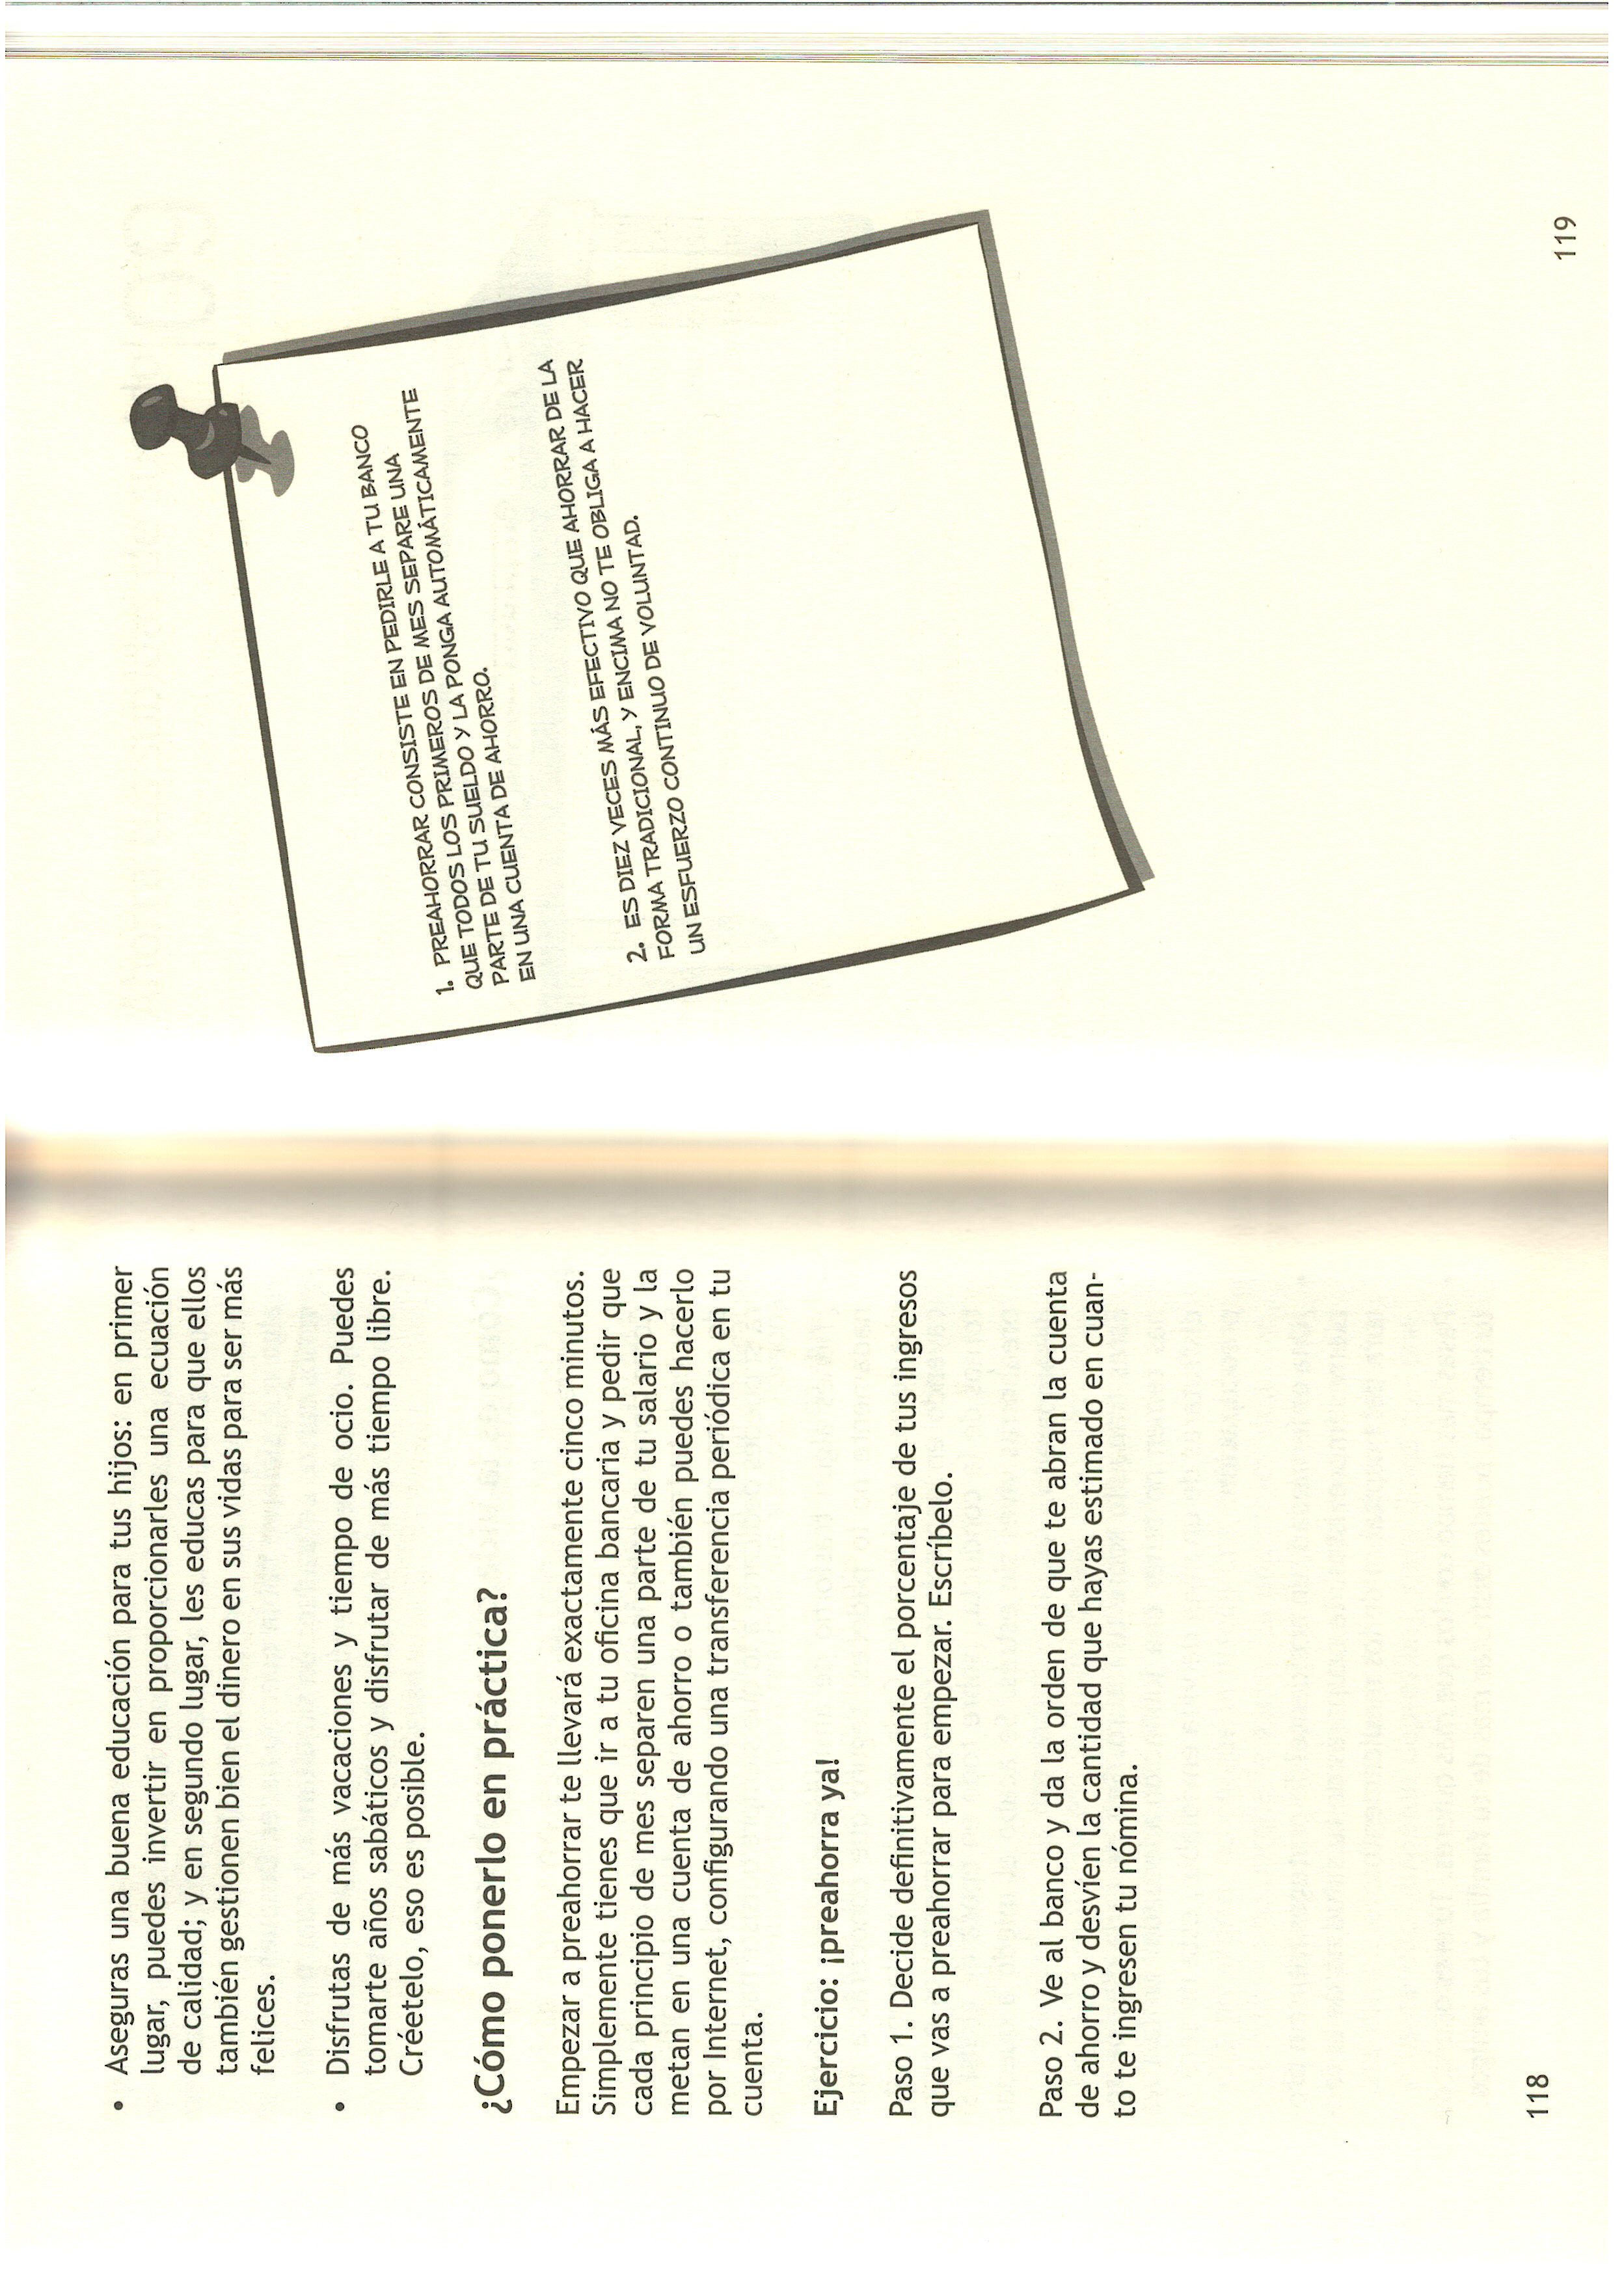 • Aseguras una buena educación para tus hijos: en primer
lugar, puedes invertir en proporcionarles una ecuación
de calidad; y en segundo lugar, les educas para que ellos
también gestionen bien el dinero en sus vidas para ser más
felices.
• Disfrutas de más vacaciones y tiempo de ocio. Puedes
tomarte años sabáticos y disfrutar de más tiempo libre.
Créetelo, eso es posible.
¿Cómo ponerlo en práctica?
Empezar a preahorrar te llevará exactamente cinco minutos.
Simplemente tienes que ir a tu oficina bancaria y pedir que
cada principio de mes separen una parte de tu salario y la
metan en una cuenta de ahorro o también puedes hacerlo
por Internet, configurando una transferencia periódica en tu
cuenta.
Ejercicio: ¡preahorra ya!
Paso 1. Decide definitivamente el porcentaje de tus ingresos
que vas a preahorrar para empezar. Escríbelo.
Paso 2. Ve al banco y da la orden de que te abran la cuenta
de ahorro y desvíen la cantidad que hayas estimado en cuan-
to te ingresen tu nómina.
118
1. PREAHORRAR CONSISTE EN PEDIRLE A TU BANCO
QUE TODOS LOS PRIMEROS DE MES SEPARE UNA
PARTE DE TU SUELDO Y LA PONGA AUTOMÁTICAMENTE
EN UNA CUENTA DE AHORRO.
2. ES DIEZ VECES MÁS EFECTIVO QUE AHORRAR DE LA
FORMA TRADICIONAL, Y ENCIMA NO TE OBLIGA A HACER
UN ESFUERZO CONTINUO DE VOLUNTAD.
119